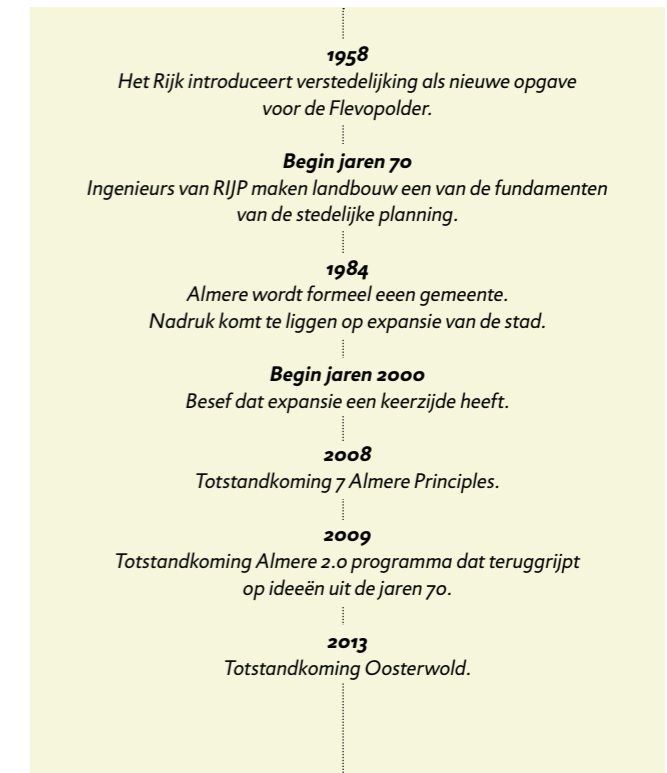 1958
Het Rijk introduceert verstedelijking als nieuwe opgave
voor de Flevopolder.
Begin jaren 70
Ingenieurs van RIJP maken landbouw een van de fundamenten
van de stedelijke planning.
1984
Almere wordt formeel eeen gemeente.
Nadruk komt te liggen op expansie van de stad.
Begin jaren 2000
Besef dat expansie een keerzijde heeft.
2008
Totstandkoming 7 Almere Principles.
2009
Totstandkoming Almere 2.0 programma dat teruggrijpt
op ideeën uit de jaren 70.
2013
Totstandkoming Oosterwold.